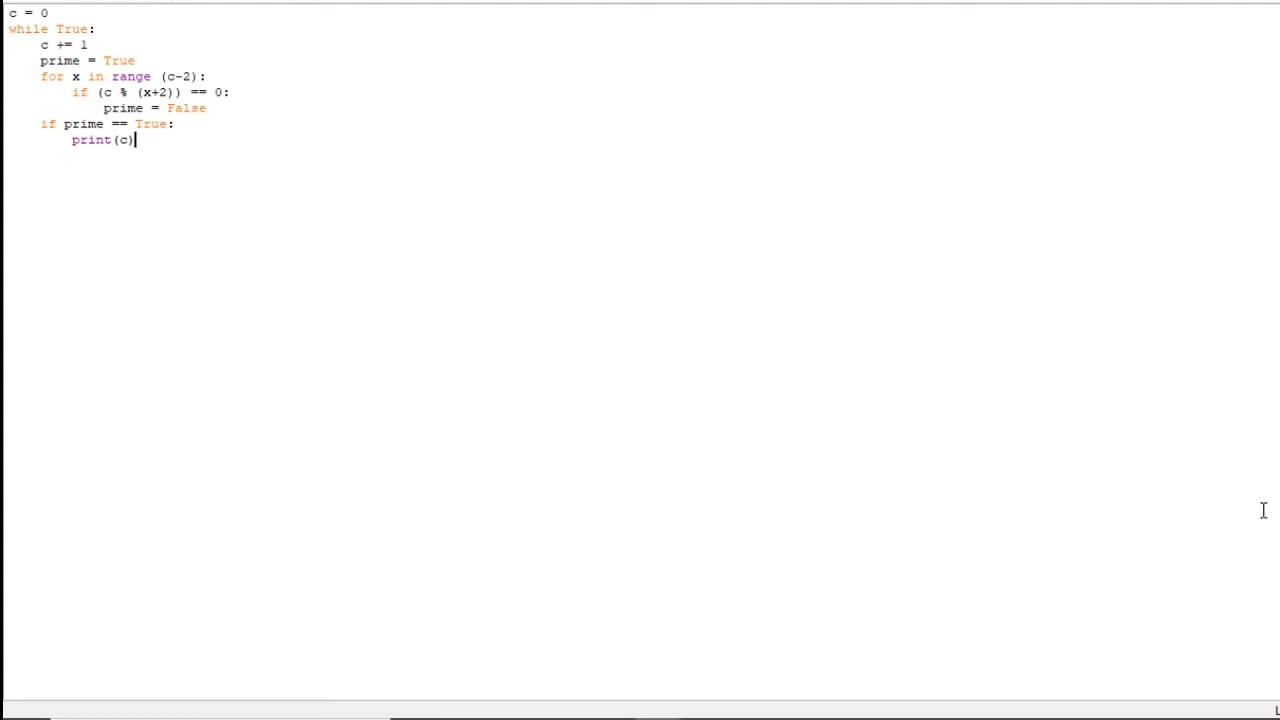 c = 0
while True:
    c += 1
    prime = True
    for x in range (c-2):
        if (c % (x+2)) == 0:
            prime = False
    if prime == True:
        print(c)
L